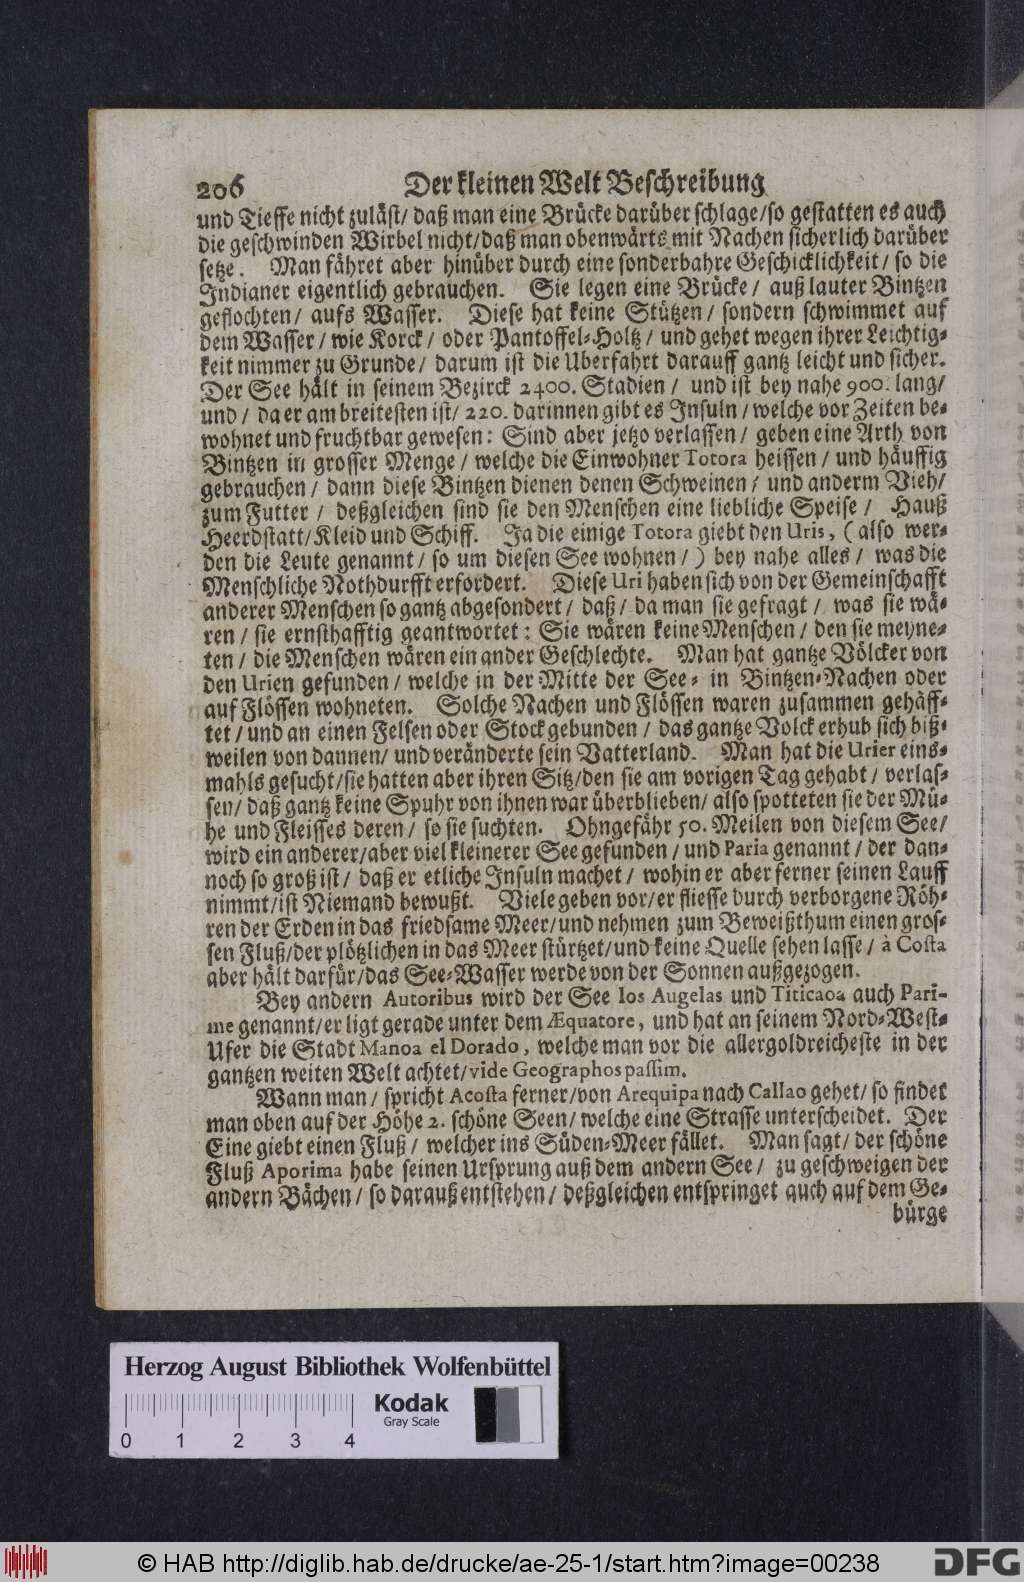 206 Der kleinen Welt Beschreibung
und Tieffe nicht zuläst/ daß man eine Brücke darüber schlage/so gestatten es auch
die geschwinden Wirbel nicht/daß man obenwärts mit Nachen sicherlich darüber
setze. Man fähret aber hinüber durch eine sonderbahre Geschicklichkeit/ so die
Indianer eigentlich gebrauchen. Sie legen eine Brücke/ auß lauter Bintzen
geflochten/ aufs Wasser. Diese hat keine Stützen/ sondern schwimmet auf
dem Wasser/ wie Korck/ oder Pantoffel-Holtz/ und gehet wegen ihrer Leichtig-
keit nimmer zu Grunde/ darum ist die Uberfahrt darauff gantz leicht und sicher.
Der See hält in seinem Bezirck 2400. Stadien/ und ist bey nahe 900. lang/
und/ da er am breitesten ist/ 220. darinnen gibt es Insuln/ welche vor Zeiten be-
wohnet und fruchtbar gewesen: Sind aber jetzo verlassen/ geben eine Arth von
Bintzen in grosser Menge/ welche die Einwohner Totora heissen/ und häuffig
gebrauchen/ dann diese Bintzen dienen denen Schweinen/ und anderm Vieh/
zum Futter/ deßgleichen sind sie den Menschen eine liebliche Speise/ Hauß
Heerdstatt/Kleid und Schiff. Ja die einige Totora giebt den Uris, (also wer-
den die Leute genannt/ so um diesen See wohnen/) bey nahe alles/ was die
Menschliche Nothdurfft erfordert. Diese Uri haben sich von der Gemeinschafft
anderer Menschen so gantz abgesondert/ daß/ da man sie gefragt/ was sie wä-
ren/ sie ernsthafftig geantwortet: Sie wären keine Menschen/ den sie meyne-
ten/ die Menschen wären ein ander Geschlechte. Man hat gantze Völcker von
den Urien gefunden/ welche in der Mitte der See- in Bintzen-Nachen oder
auf Flössen wohneten. Solche Nachen und Flössen waren zusammen gehäff-
tet/ und an einen Felsen oder Stock gebunden/ das gantze Volck erhub sich biß-
weilen von dannen/ und veränderte sein Vatterland. Man hat die Urier eins-
mahls gesucht/sie hatten aber ihren Sitz/den sie am vorigen Tag gehabt/ verlas-
sen/ daß gantz keine Spuhr von ihnen war überblieben/ also spotteten sie der Mü-
he und Fleisses deren/ so sie suchten. Ohngefähr 50. Meilen von diesem See/
wird ein anderer/aber viel kleinerer See gefunden/ und Paria genannt/ der dan-
noch so groß ist/ daß er etliche Insuln machet/ wohin er aber ferner seinen Lauff
nimmt/ist Niemand bewußt. Viele geben vor/er fliesse durch verborgene Röh-
ren der Erden in das friedsame Meer/und nehmen zum Beweißthum einen gros-
sen Fluß/der plötzlichen in das Meer stürtzet/und keine Quelle sehen lasse/ à Costa
aber hält darfür/das See-Wasser werde von der Sonnen außgezogen.
Bey andern Autoribus wird der See los Augelas und Titicaoa auch Pari-
me genannt/er ligt gerade unter dem Æquatore, und hat an seinem Nord-West-
Ufer die Stadt Manoa el Dorado, welche man vor die allergoldreicheste in der
gantzen weiten Welt achtet/vide Geographos passim.
Wann man/ spricht Acosta ferner/von Arequipa nach Callao gehet/ so findet
man oben auf der Höhe 2. schöne Seen/ welche eine Strasse unterscheidet. Der
Eine giebt einen Fluß/ welcher ins Süden-Meer fället. Man sagt/ der schöne
Fluß Aporima habe seinen Ursprung auß dem andern See/ zu geschweigen der
andern Bächen/ so darauß entstehen/ deßgleichen entspringet auch auf dem Ge-
bürge
Herzog August Bibliothek Wolfenbüttel
Kodak
Gray Scale
0 1 2 3 4
© HAB http://diglib.hab.de/drucke/ae-25-1/start.htm?image=00238
DFG